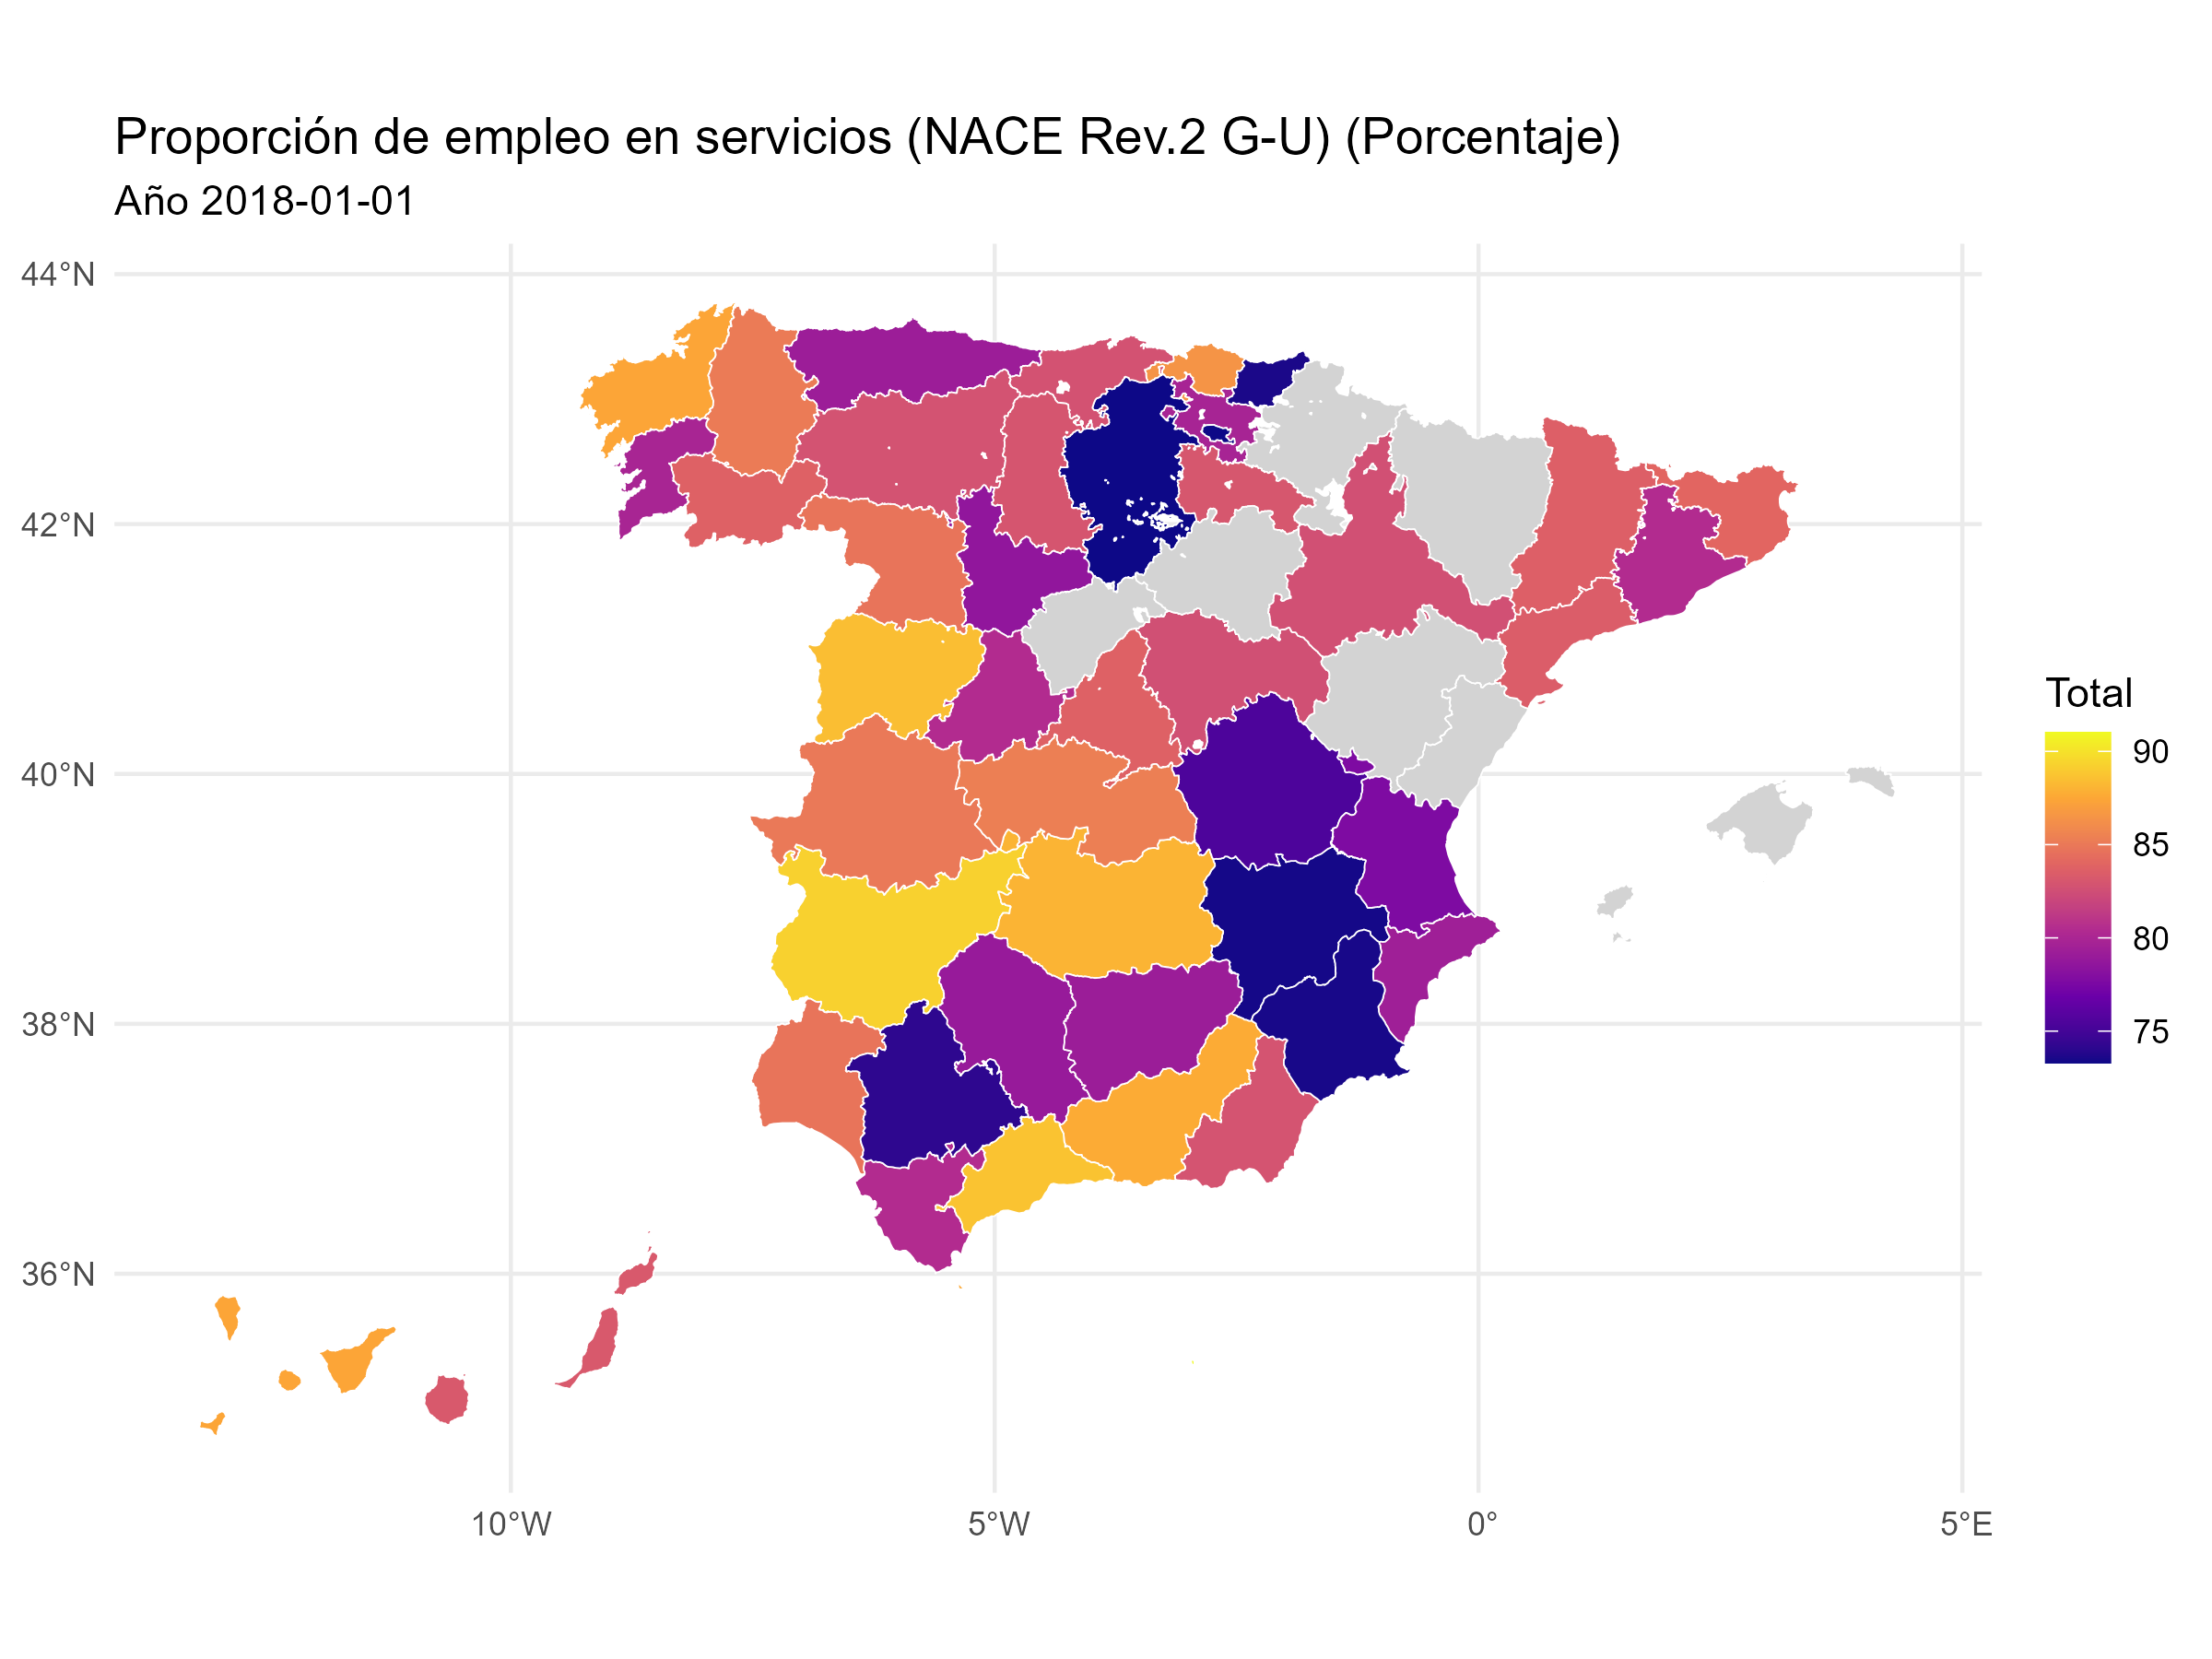 Proporción de empleo en servicios (NACE Rev.2 G-U) (Porcentaje)
Año 2018-01-01
44°N
42°N
40°N
38°N
36°N
10°W
5°W
0°
5°E
Total
90
85
80
75